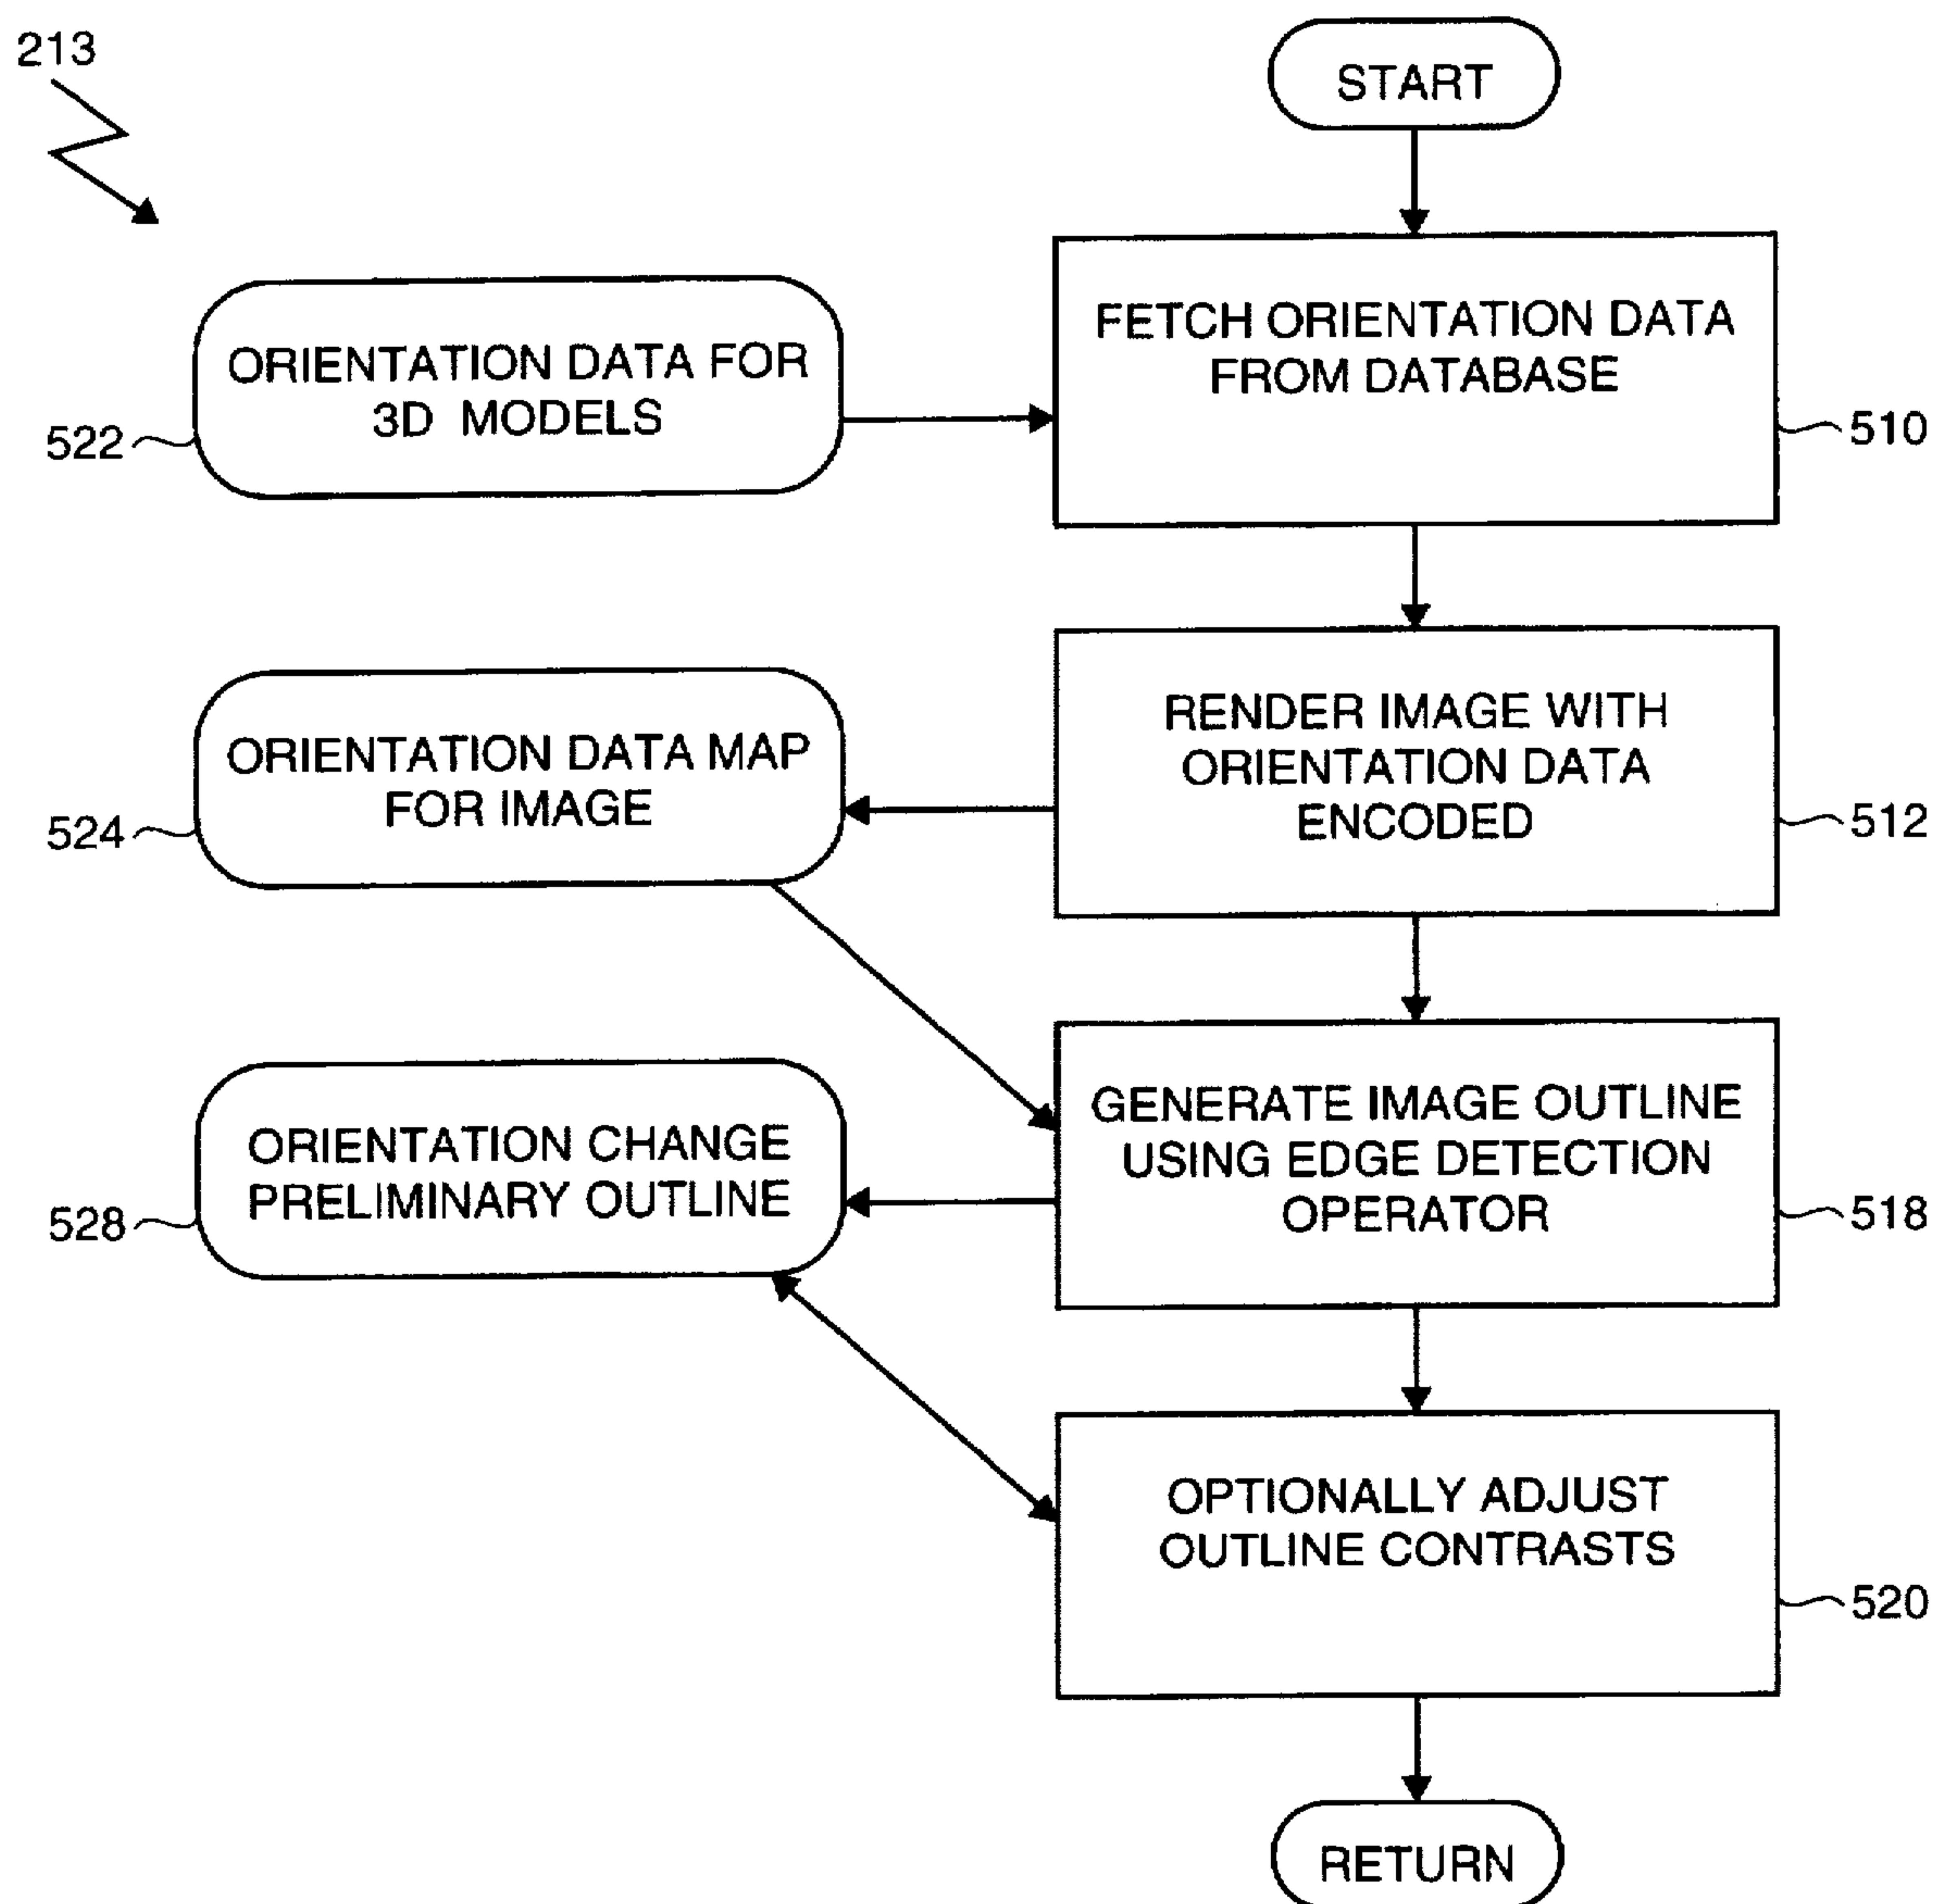 213
START
FETCH ORIENTATION DATA
FROM DATABASE
510
ORIENTATION DATA FOR
3D MODELS
522
RENDER IMAGE WITH
ORIENTATION DATA
ENCODED
512
ORIENTATION DATA MAP
FOR IMAGE
524
GENERATE IMAGE OUTLINE
USING EDGE DETECTION
OPERATOR
518
ORIENTATION CHANGE
PRELIMINARY OUTLINE
528
OPTIONALLY ADJUST
OUTLINE CONTRASTS
520
RETURN